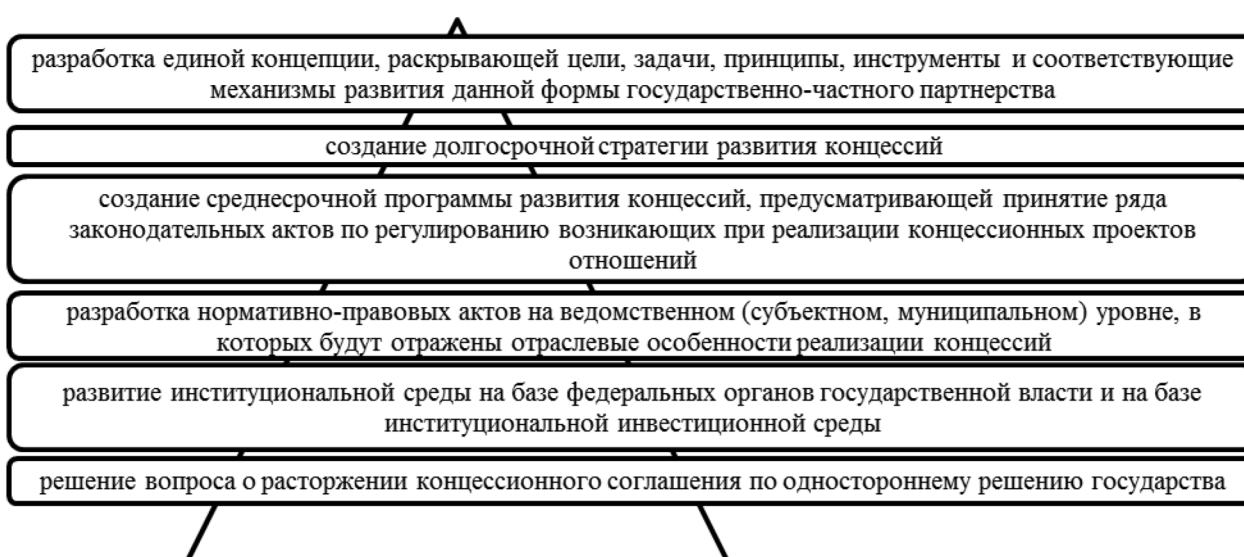 разработка единой концепции, раскрывающей цели, задачи, принципы, инструменты и соответствующие
механизмы развития данной формы государственно-частного партнерства
создание долгосрочной стратегии развития концессий
создание среднесрочной программы развития концессий, предусматривающей принятие ряда
законодательных актов по регулированию возникающих при реализации концессионных проектов
отношений
разработка нормативно-правовых актов на ведомственном (субъектном, муниципальном) уровне, в
которых будут отражены отраслевые особенности реализации концессий
развитие институциональной среды на базе федеральных органов государственной власти и на базе
институциональной инвестиционной среды
решение вопроса о расторжении концессионного соглашения по одностороннему решению государства